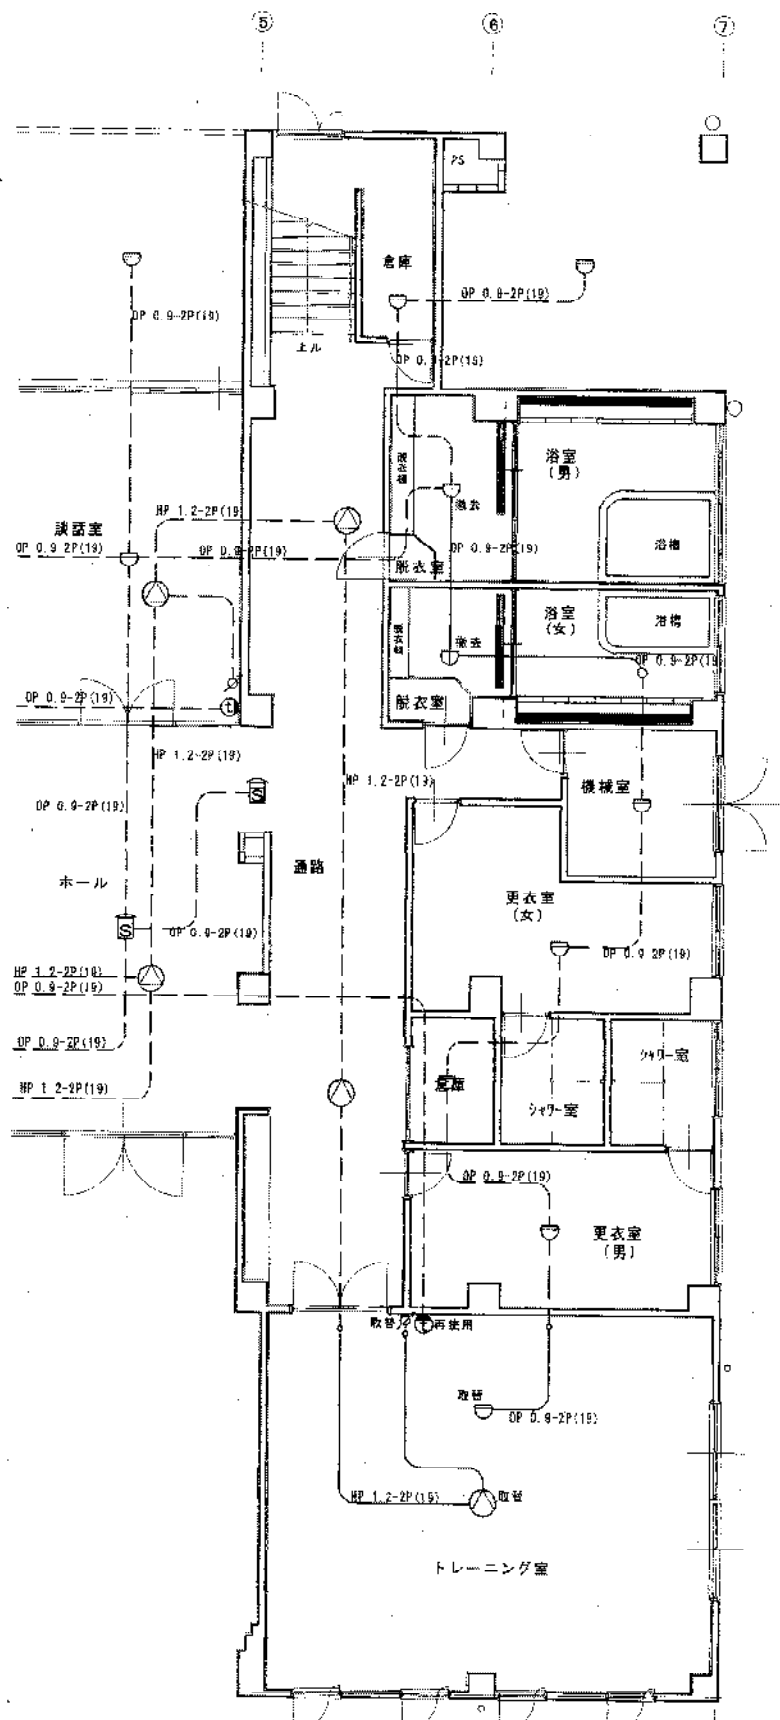 ⑤
⑥
⑦
PS
倉庫
OP 0.9-2P(19)
OP 0.9-2P(19)
上ル
OP 0.9-2P(19)
脱衣棚
浴室
(男)
撤去
HP 1.2-2P(19)
談話室
OP 0.9-2P(19)
OP 0.9-2P(19)
OP 0.9-2P(19)
浴槽
脱衣室
浴室
(女)
浴槽
脱衣棚
撤去
OP 0.9-2P(19)
OP 0.9-2P(19)
t
脱衣室
HP 1.2-2P(19)
HP 1.2-2P(19)
機械室
S
OP 0.9-2P(19)
通路
ホール
更衣室
(女)
S
OP 0.9-2P(19)
OP 0.9-2P(19)
HP 1.2-2P(19)
OP 0.9-2P(19)
OP 0.9-2P(19)
シャワー室
倉庫
HP 1.2-2P(19)
シャワー室
OP 0.9-2P(19)
更衣室
(男)
取替
t
再使用
取替
OP 0.9-2P(19)
HP 1.2-2P(19)
取替
トレーニング室